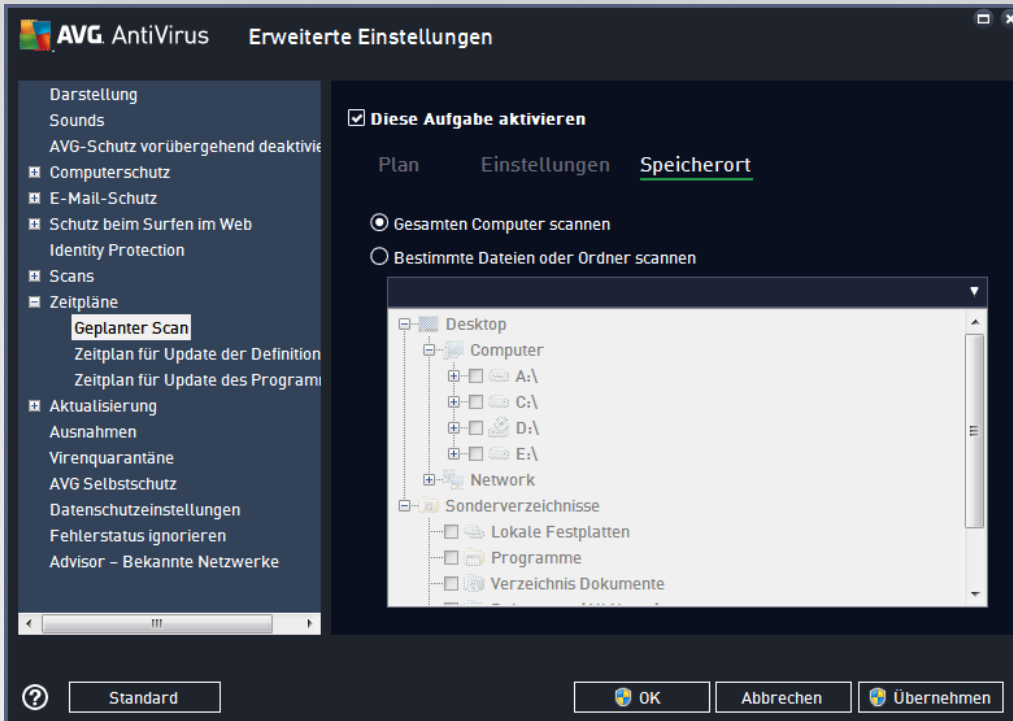 AVG. AntiVirus Erweiterte Einstellungen
Darstellung
Sounds
AVG-Schutz vorübergehend deaktivie
Computerschutz
E-Mail-Schutz
Schutz beim Surfen im Web
Identity Protection
Scans
Zeitpläne
Geplanter Scan
Zeitplan für Update der Definition
Zeitplan für Update des Programm
Aktualisierung
Ausnahmen
Virenquarantäne
AVG Selbstschutz
Datenschutzeinstellungen
Fehlerstatus ignorieren
Advisor – Bekannte Netzwerke
Diese Aufgabe aktivieren
Plan Einstellungen Speicherort
Gesamten Computer scannen
Bestimmte Dateien oder Ordner scannen
Desktop
Computer
A:\
C:\
D:\
E:\
Network
Sonderverzeichnisse
Lokale Festplatten
Programme
Verzeichnis Dokumente
Standard OK Abbrechen Übernehmen